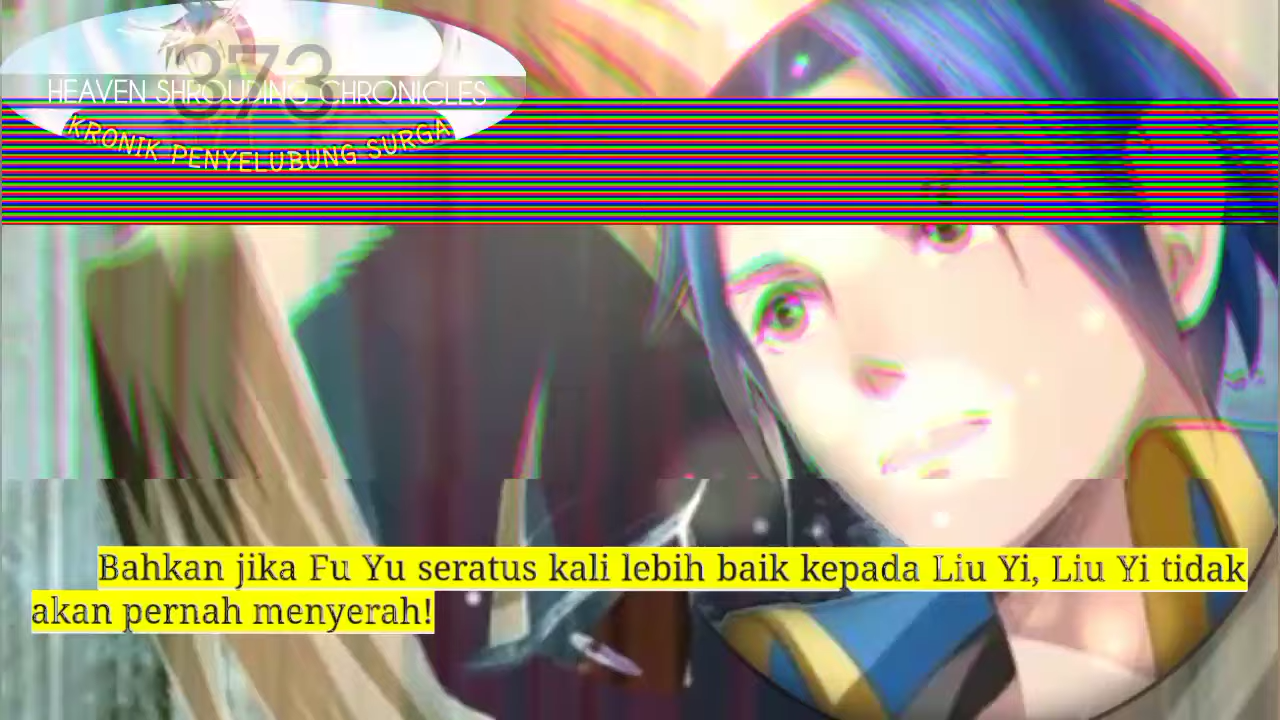 373
HEAVEN SHROUDING CHRONICLES
KRONIK PENYELUBUNG SURGA
Bahkan jika Fu Yu seratus kali lebih baik kepada Liu Yi, Liu Yi tidak
akan pernah menyerah!